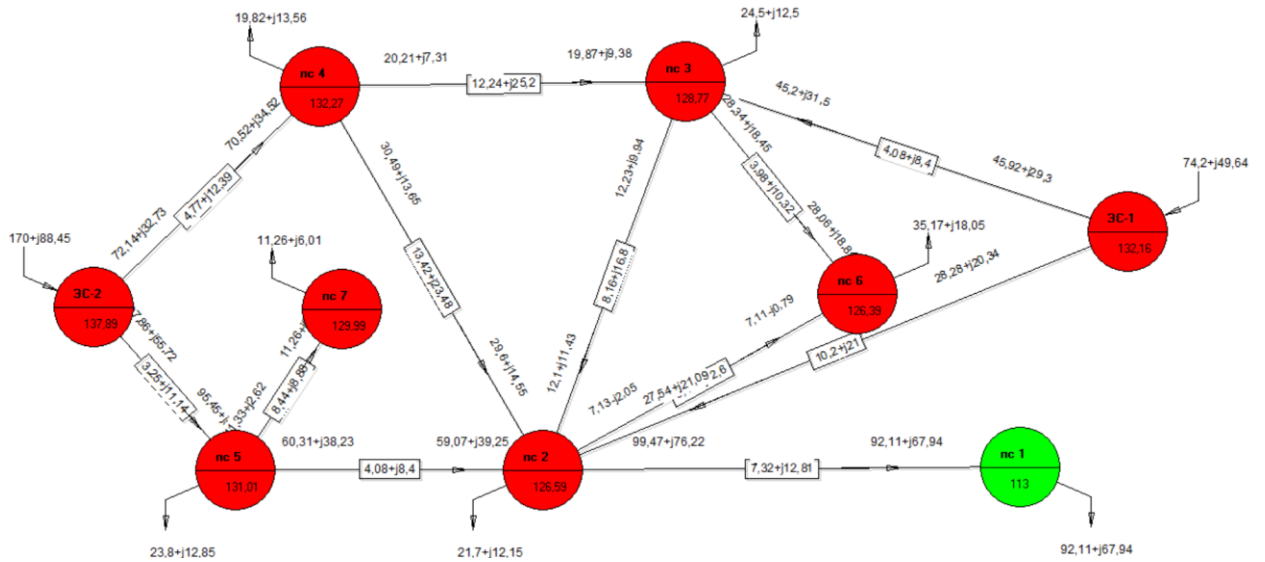 19,82+j13,56
24,5+j12,5
пс 4
132,27
20,21+j7,31
12,24+j25,2
19,87+j9,38
пс 3
128,77
45,2+j31,5
4,08+j8,4
45,92+j29,3
74,2+j49,64
ЭС-1
132,16
70,52+j34,52
4,77+j12,39
72,14+j32,73
30,49+j13,65
13,42+j23,48
29,6+j14,55
12,23+j9,94
8,16+j16,8
12,1+j11,43
28,34+j18,45
3,98+j10,32
28,06+j18,8
35,17+j18,05
28,28+j20,34
10,2+j21
27,54+j21,09
пс 6
126,39
7,11-j0,79
2,6
7,13-j2,05
170+j88,45
ЭС-2
137,89
11,26+j6,01
пс 7
129,99
7,86+j55,72
3,25+j11,14
95,45+j
11,26+j
8,44+j8,88
1,33+j2,62
пс 5
131,01
60,31+j38,23
4,08+j8,4
59,07+j39,25
пс 2
126,59
99,47+j76,22
7,32+j12,81
92,11+j67,94
пс 1
113
23,8+j12,85
21,7+j12,15
92,11+j67,94